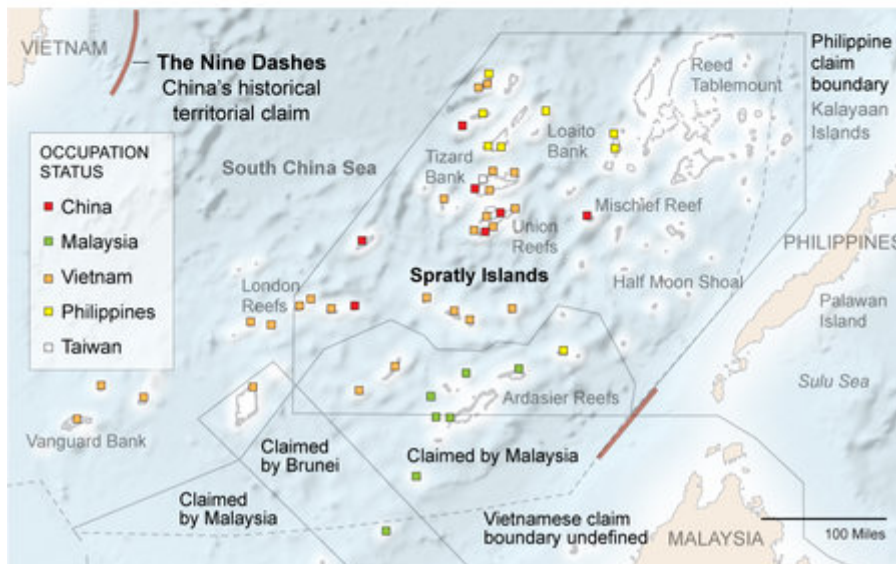 VIETNAM
The Nine Dashes
China's historical
territorial claim
OCCUPATION
STATUS
China
Malaysia
Vietnam
Philippines
Taiwan
South China Sea
Reed
Tablemount
Philippine
claim
boundary
Kalayaan
Islands
Loaito
Bank
Tizard
Bank
Mischief Reef
Union
Reefs
PHILIPPINES
Spratly Islands
Half Moon Shoal
London
Reefs
Palawan
Island
Sulu Sea
Ardasier Reefs
Vanguard Bank
Claimed
by Brunei
Claimed by Malaysia
Claimed
by Malaysia
Vietnamese claim
boundary undefined
MALAYSIA
100 Miles